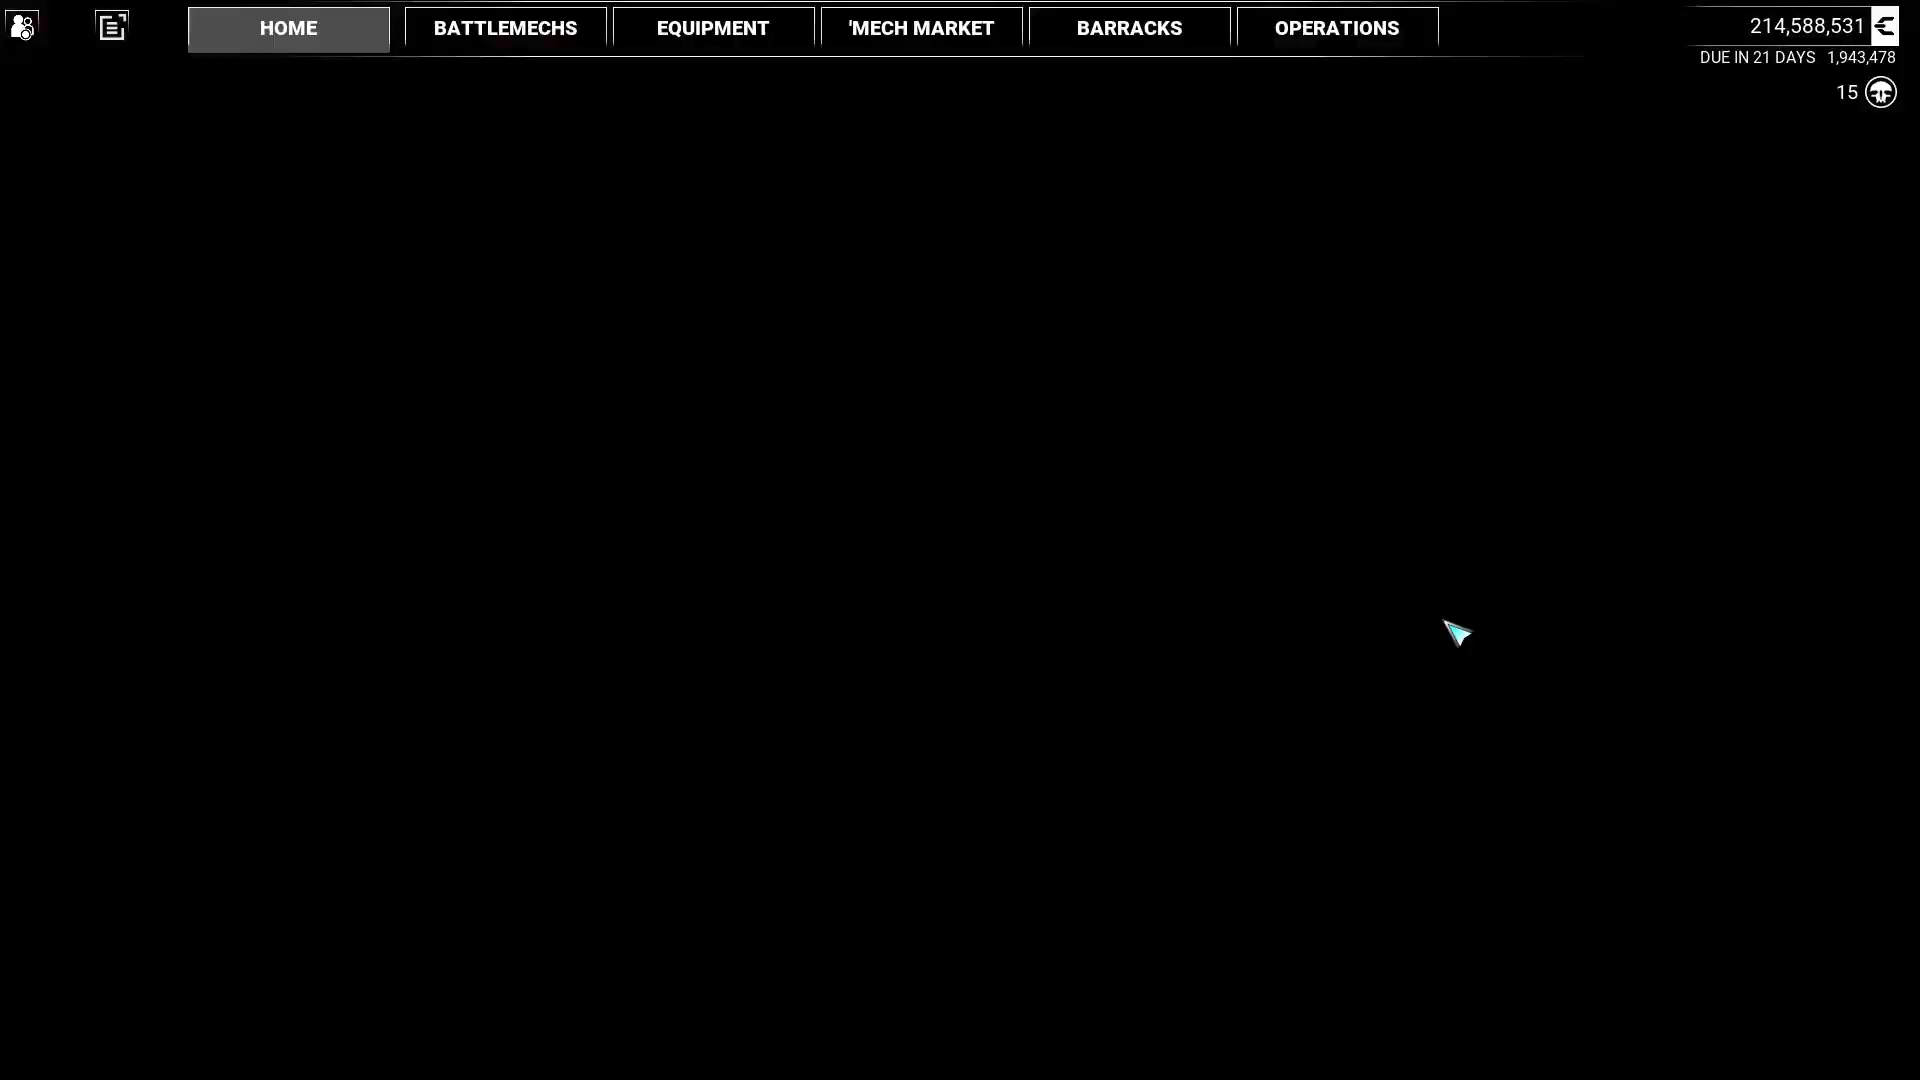 HOME
BATTLEMECHS
EQUIPMENT
'MECH MARKET
BARRACKS
OPERATIONS
214,588,531
DUE IN 21 DAYS 1,943,478
15